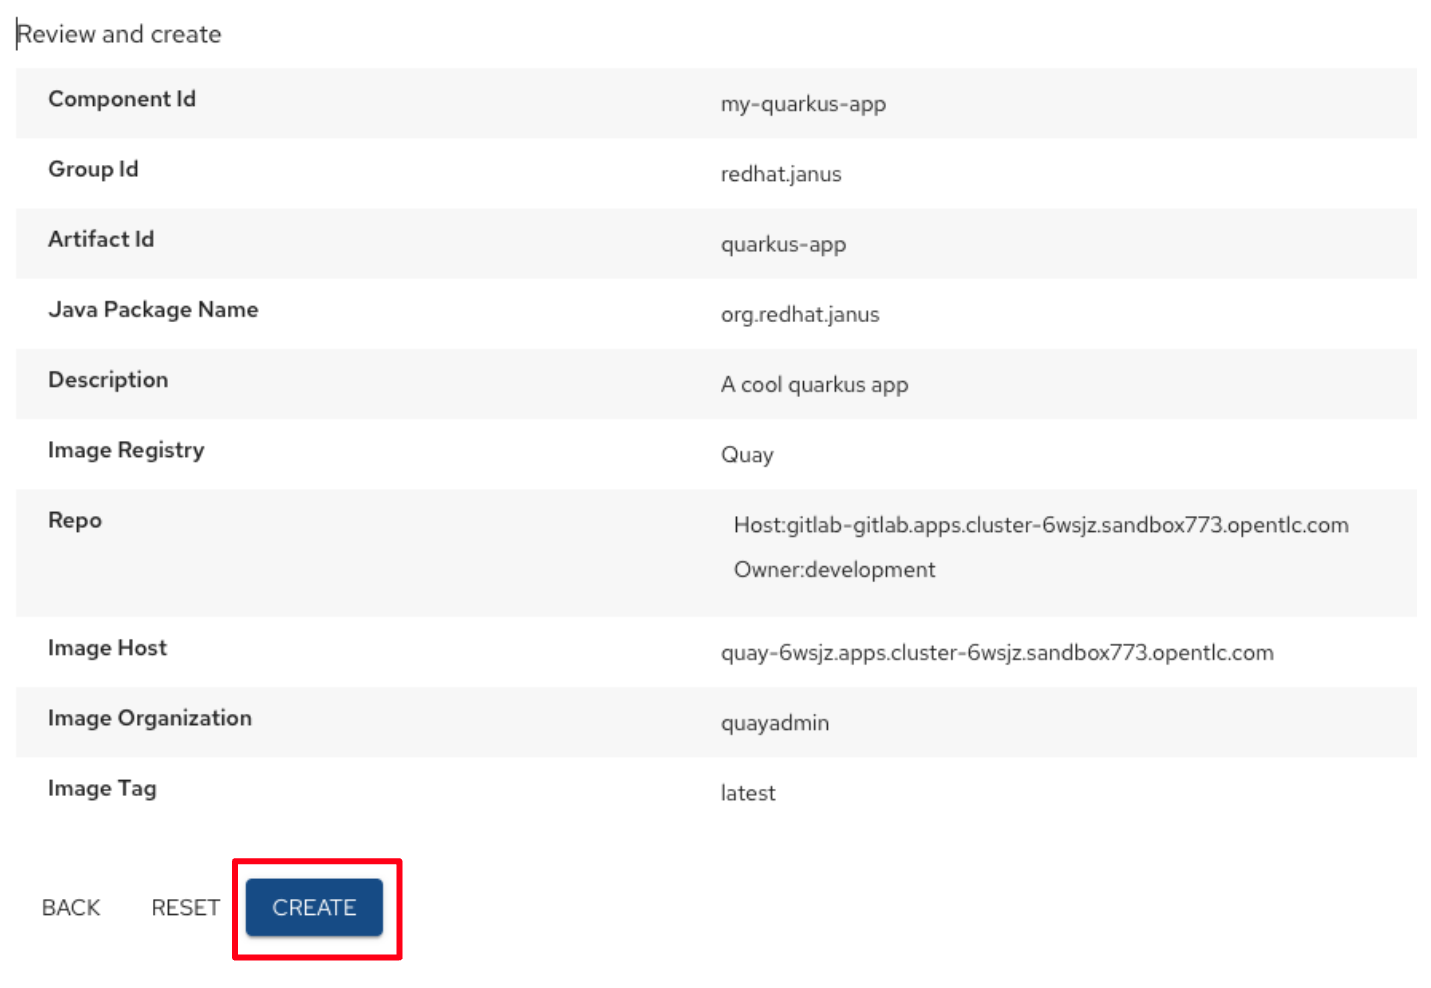 Review and create
Component Id my-quarkus-app
Group Id redhat.janus
Artifact Id quarkus-app
Java Package Name org.redhat.janus
Description A cool quarkus app
Image Registry Quay
Repo Host:gitlab-gitlab.apps.cluster-6wsjz.sandbox773.opentlc.com
Owner:development
Image Host quay-6wsjz.apps.cluster-6wsjz.sandbox773.opentlc.com
Image Organization quayadmin
Image Tag latest
BACK RESET CREATE